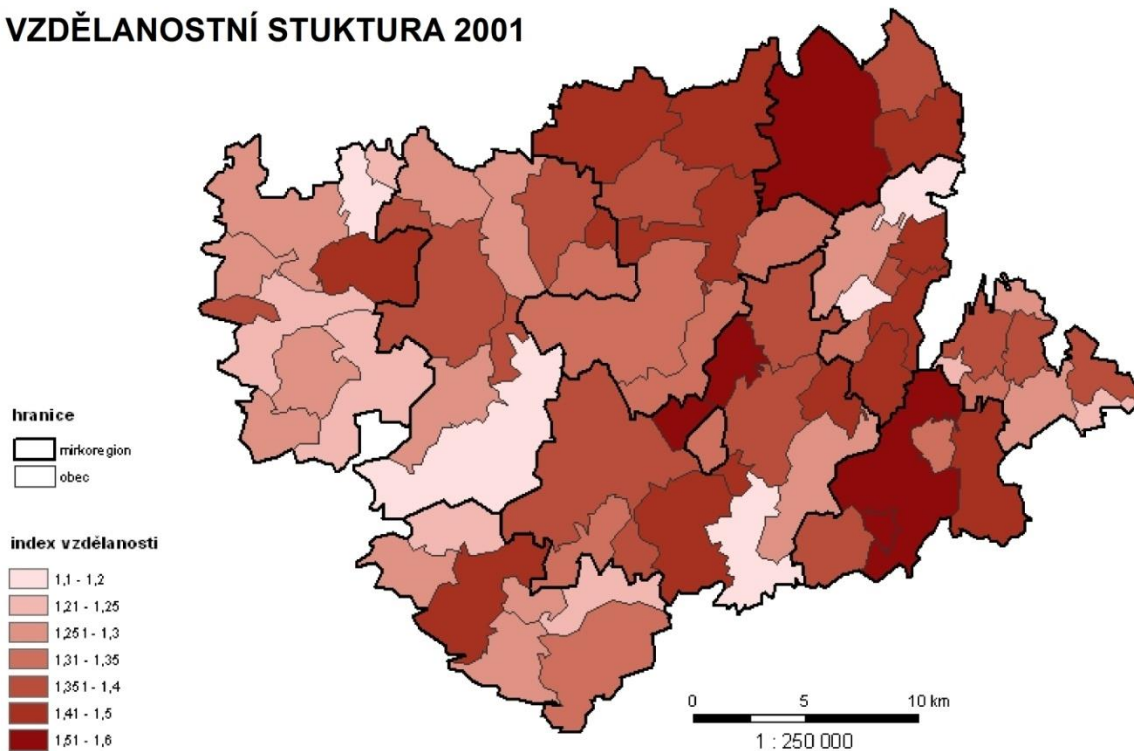 VZDĚLANOSTNÍ STUKTURA 2001
hranice
mirkoregion
obec
index vzdělanosti
1,1 - 1,2
1,21 - 1,25
1,251 - 1,3
1,31 - 1,35
1,351 - 1,4
1,41 - 1,5
1,51 - 1,6
0 5 10 km
1 : 250 000